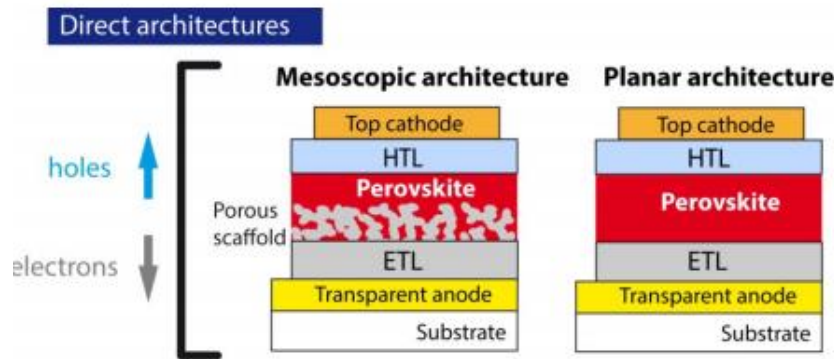 Direct architectures
Mesoscopic architecture
Planar architecture
Top cathode
HTL
Perovskite
Porous
scaffold
ETL
Transparent anode
Substrate
Top cathode
HTL
Perovskite
ETL
Transparent anode
Substrate
holes
electrons